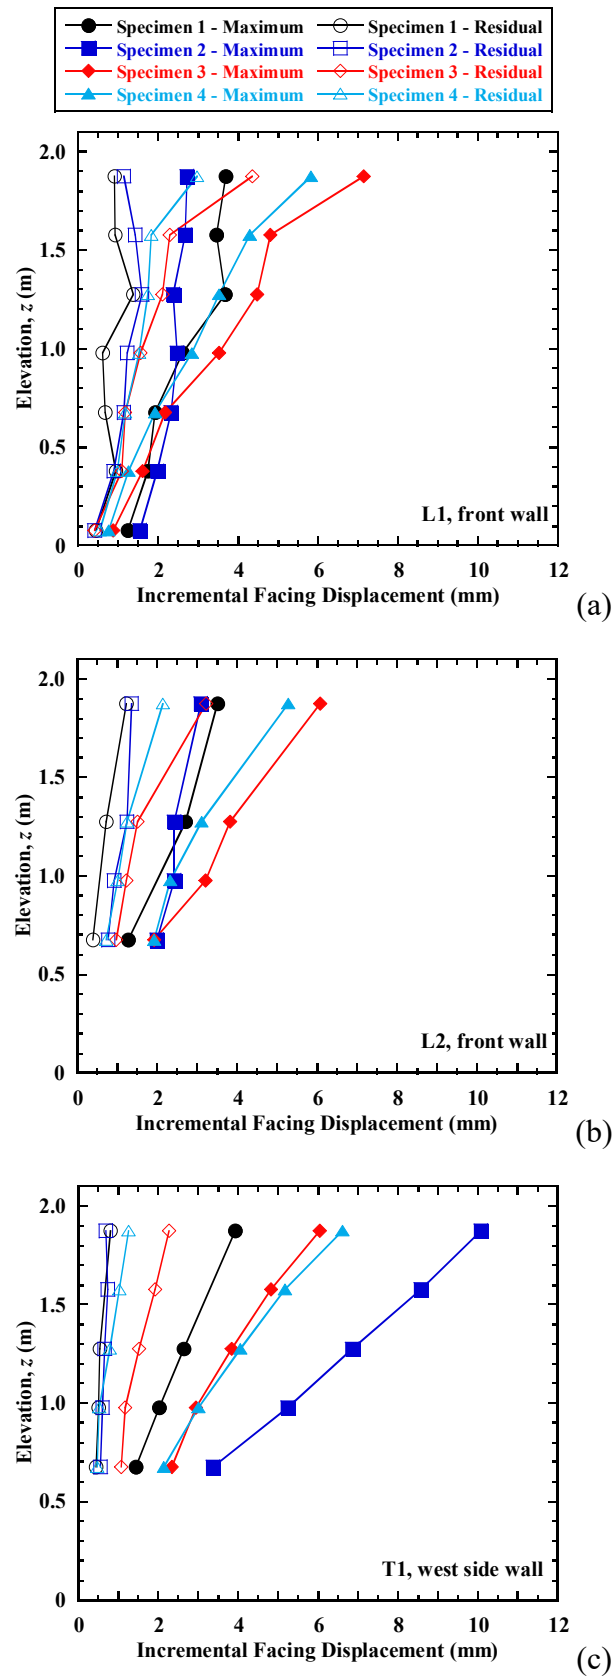 Specimen 1 - Maximum Specimen 1 - Residual
Specimen 2 - Maximum Specimen 2 - Residual
Specimen 3 - Maximum Specimen 3 - Residual
Specimen 4 - Maximum Specimen 4 - Residual
2.0
1.5
1.0
0.5
0
Elevation, z (m)
L1, front wall
0 2 4 6 8 10 12
Incremental Facing Displacement (mm)
(a)
2.0
1.5
1.0
0.5
0
Elevation, z (m)
L2, front wall
0 2 4 6 8 10 12
Incremental Facing Displacement (mm)
(b)
2.0
1.5
1.0
0.5
0
Elevation, z (m)
T1, west side wall
0 2 4 6 8 10 12
Incremental Facing Displacement (mm)
(c)